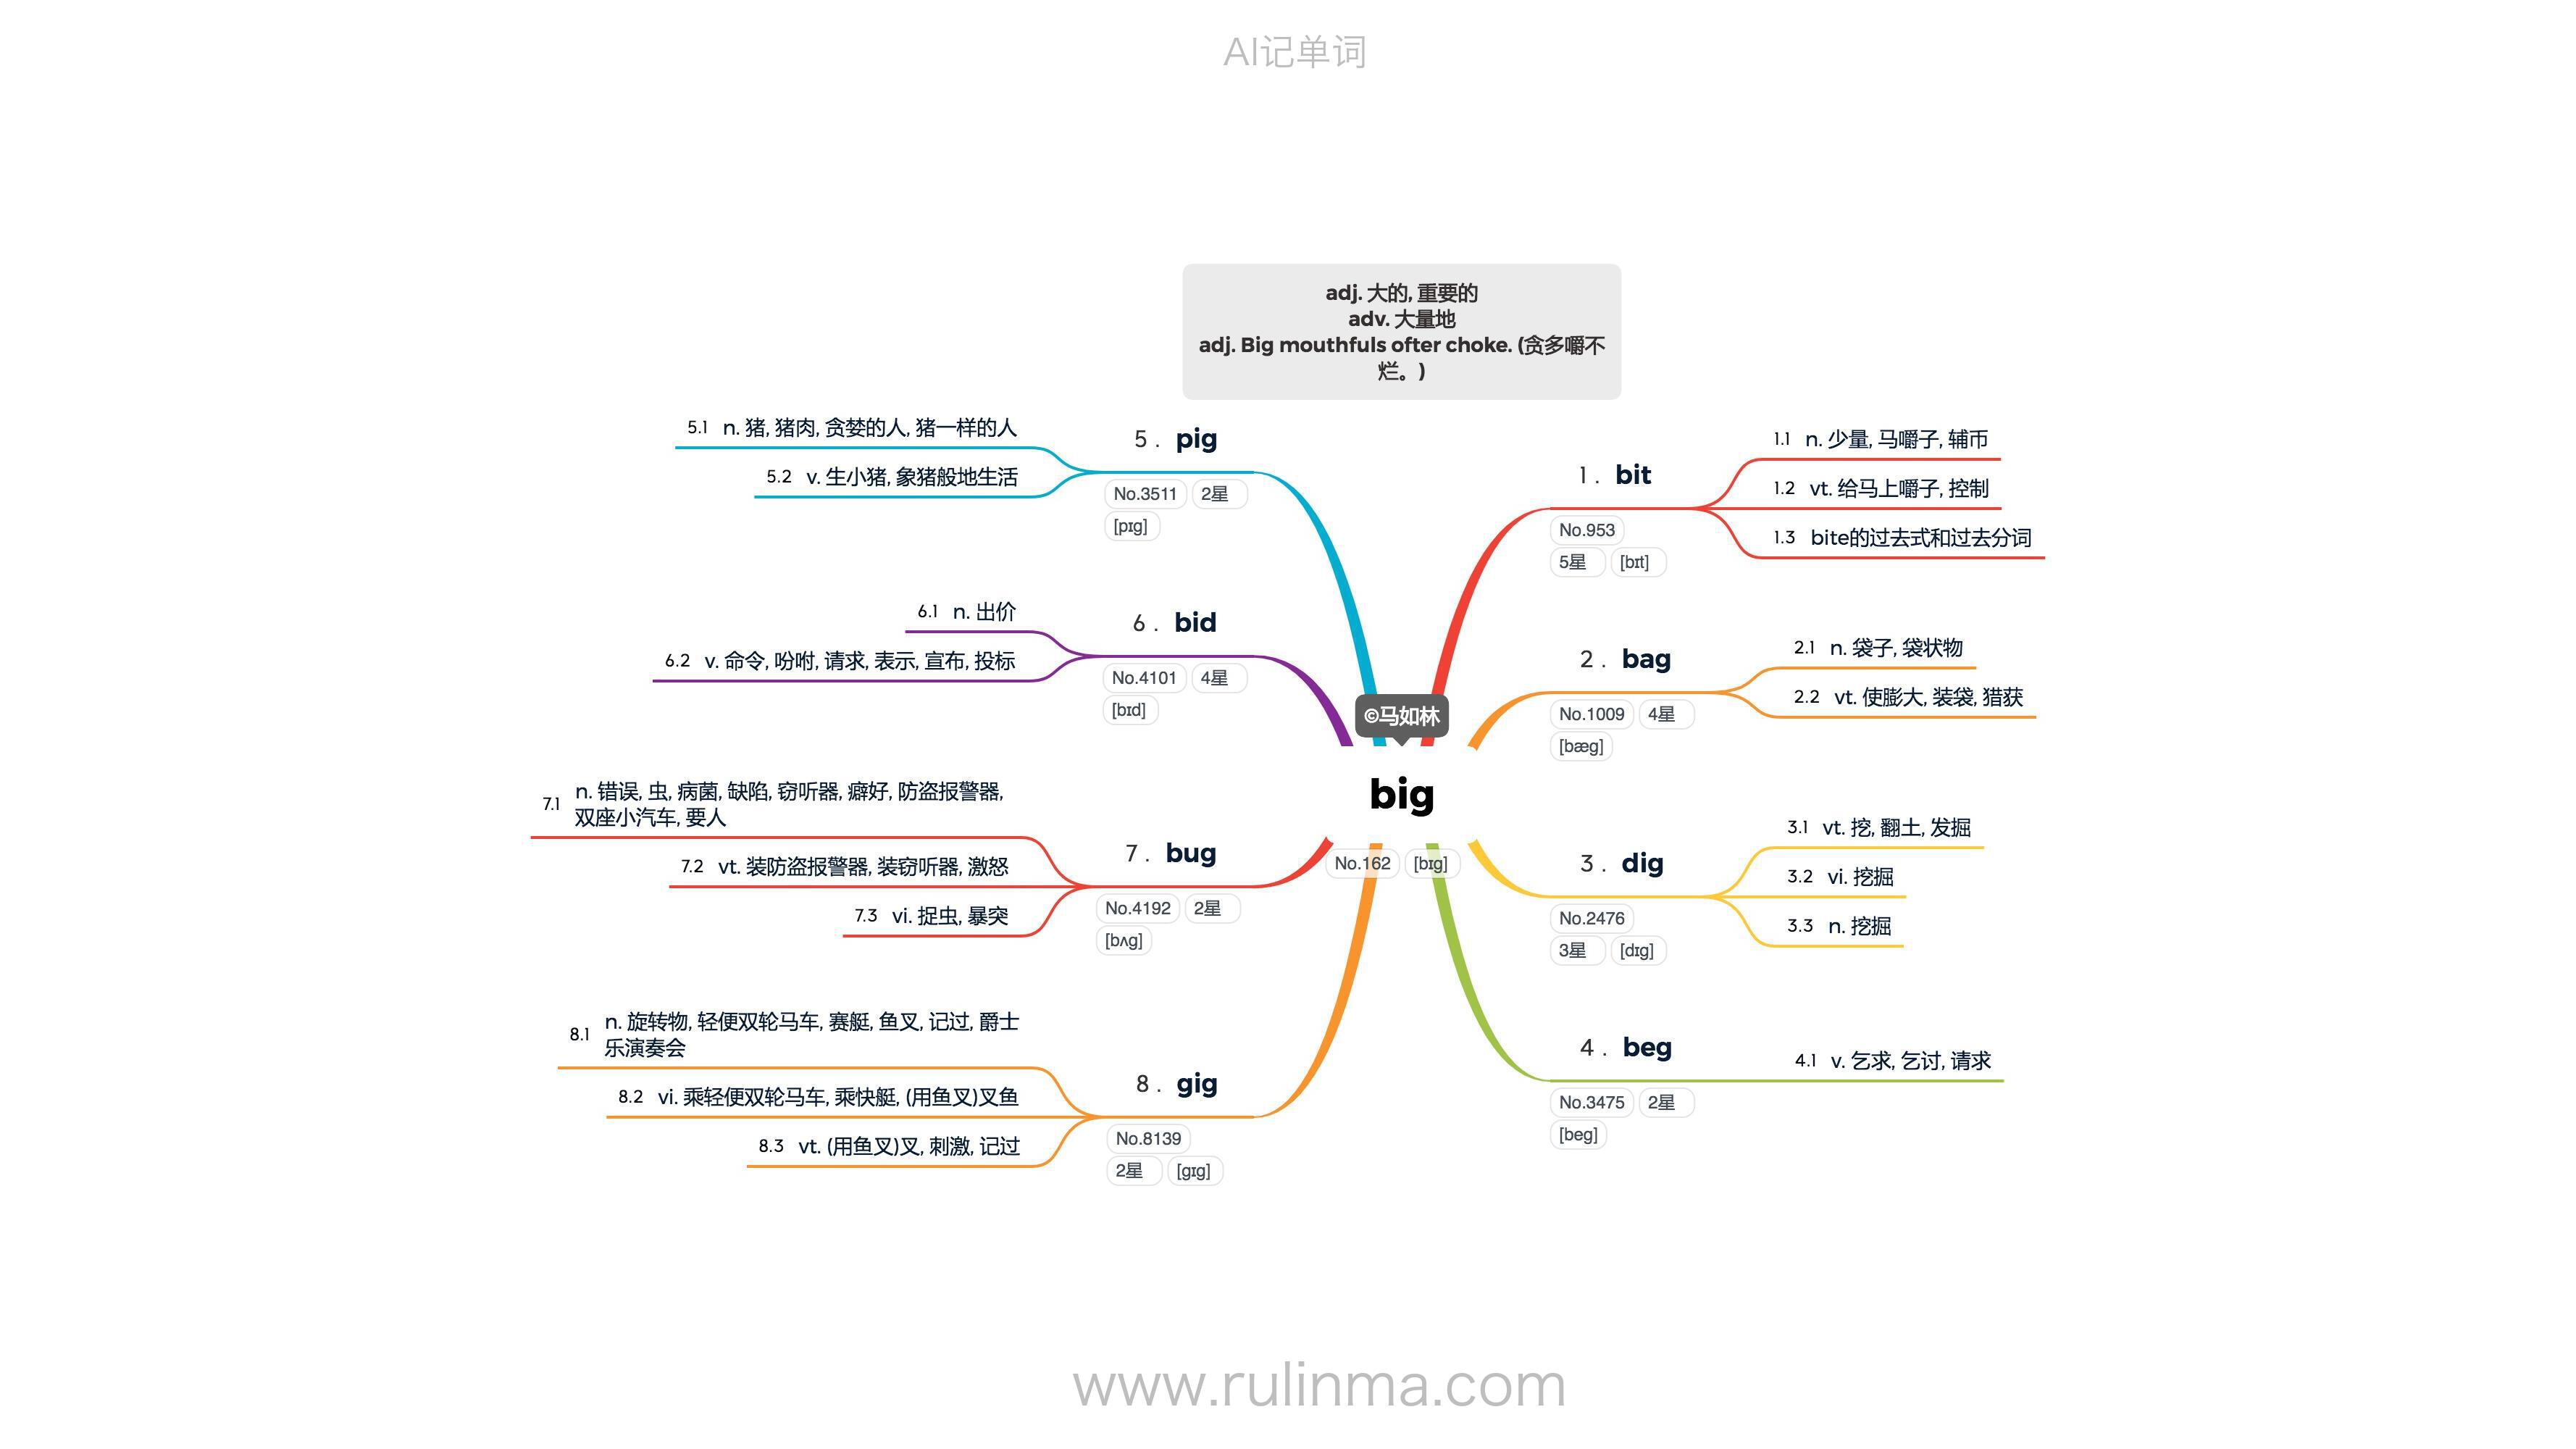 AI记单词
adj. 大的, 重要的
adv. 大量地
adj. Big mouthfuls ofter choke. (贪多嚼不
烂。)
©马如林
big
No.162 [bɪg]
1. bit
No.953
5星 [bɪt]
1.1 n. 少量, 马嚼子, 辅币
1.2 vt. 给马上嚼子, 控制
1.3 bite的过去式和过去分词
2. bag
No.1009 4星
[bæg]
2.1 n. 袋子, 袋状物
2.2 vt. 使膨大, 装袋, 猎获
3. dig
No.2476
3星 [dɪg]
3.1 vt. 挖, 翻土, 发掘
3.2 vi. 挖掘
3.3 n. 挖掘
4. beg
No.3475 2星
[beg]
4.1 v. 乞求, 乞讨, 请求
5. pig
No.3511 2星
[pɪg]
5.1 n. 猪, 猪肉, 贪婪的人, 猪一样的人
5.2 v. 生小猪, 象猪般地生活
6. bid
No.4101 4星
[bɪd]
6.1 n. 出价
6.2 v. 命令, 吩咐, 请求, 表示, 宣布, 投标
7. bug
No.4192 2星
[bʌg]
7.1 n. 错误, 虫, 病菌, 缺陷, 窃听器, 癖好, 防盗报警器,
双座小汽车, 要人
7.2 vt. 装防盗报警器, 装窃听器, 激怒
7.3 vi. 捉虫, 暴突
8. gig
No.8139
2星 [gɪg]
8.1 n. 旋转物, 轻便双轮马车, 赛艇, 鱼叉, 记过, 爵士
乐演奏会
8.2 vi. 乘轻便双轮马车, 乘快艇, (用鱼叉)叉鱼
8.3 vt. (用鱼叉)叉, 刺激, 记过
www.rulinma.com